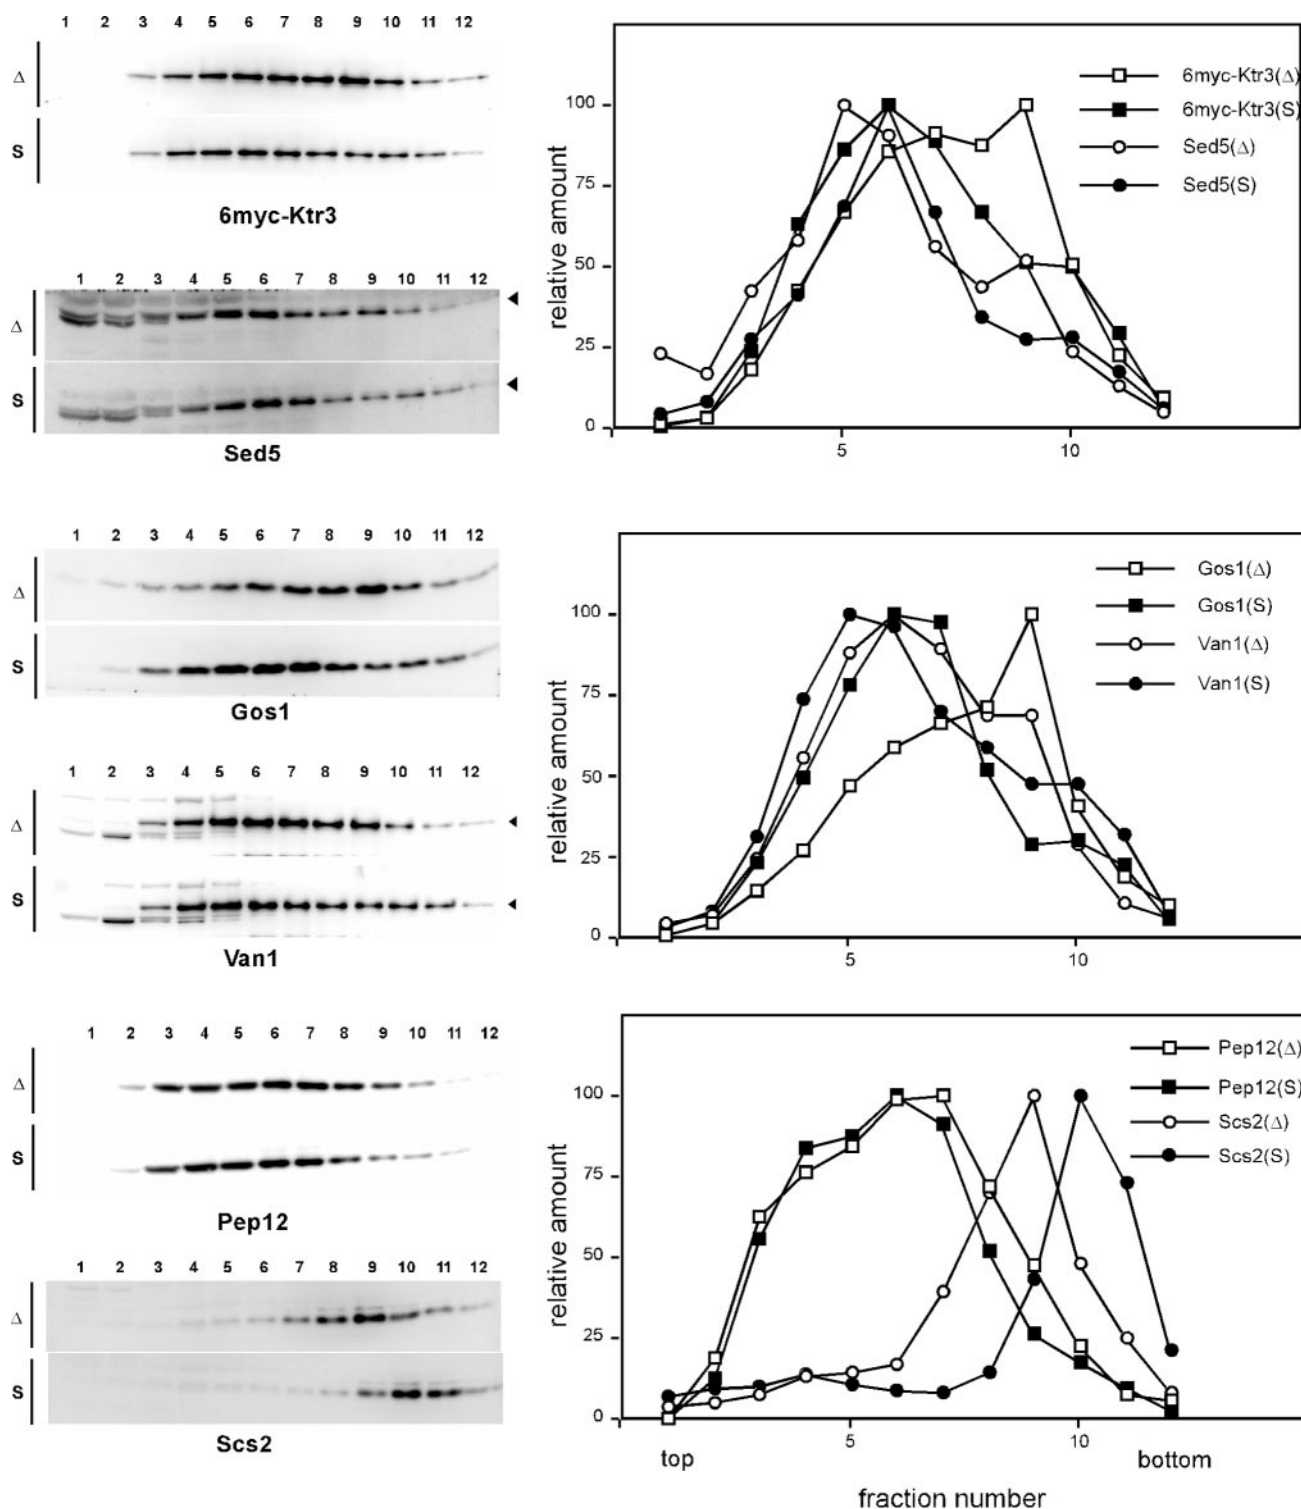 1 2 3 4 5 6 7 8 9 10 11 12
Δ
S
6myc-Ktr3
1 2 3 4 5 6 7 8 9 10 11 12
Δ
S
Sed5
relative amount
100
75
50
25
0
5 10
6myc-Ktr3(Δ)
6myc-Ktr3(S)
Sed5(Δ)
Sed5(S)
1 2 3 4 5 6 7 8 9 10 11 12
Δ
S
Gos1
1 2 3 4 5 6 7 8 9 10 11 12
Δ
S
Van1
relative amount
100
75
50
25
0
5 10
Gos1(Δ)
Gos1(S)
Van1(Δ)
Van1(S)
1 2 3 4 5 6 7 8 9 10 11 12
Δ
S
Pep12
1 2 3 4 5 6 7 8 9 10 11 12
Δ
S
Scs2
relative amount
100
75
50
25
0
5 10
top bottom
fraction number
Pep12(Δ)
Pep12(S)
Scs2(Δ)
Scs2(S)